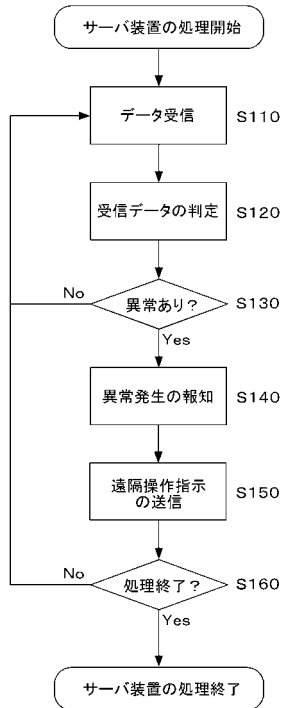 サーバ装置の処理開始
データ受信
S110
受信データの判定
S120
No
異常あり?
S130
Yes
異常発生の報知
S140
遠隔操作指示
の送信
S150
No
処理終了?
S160
Yes
サーバ装置の処理終了